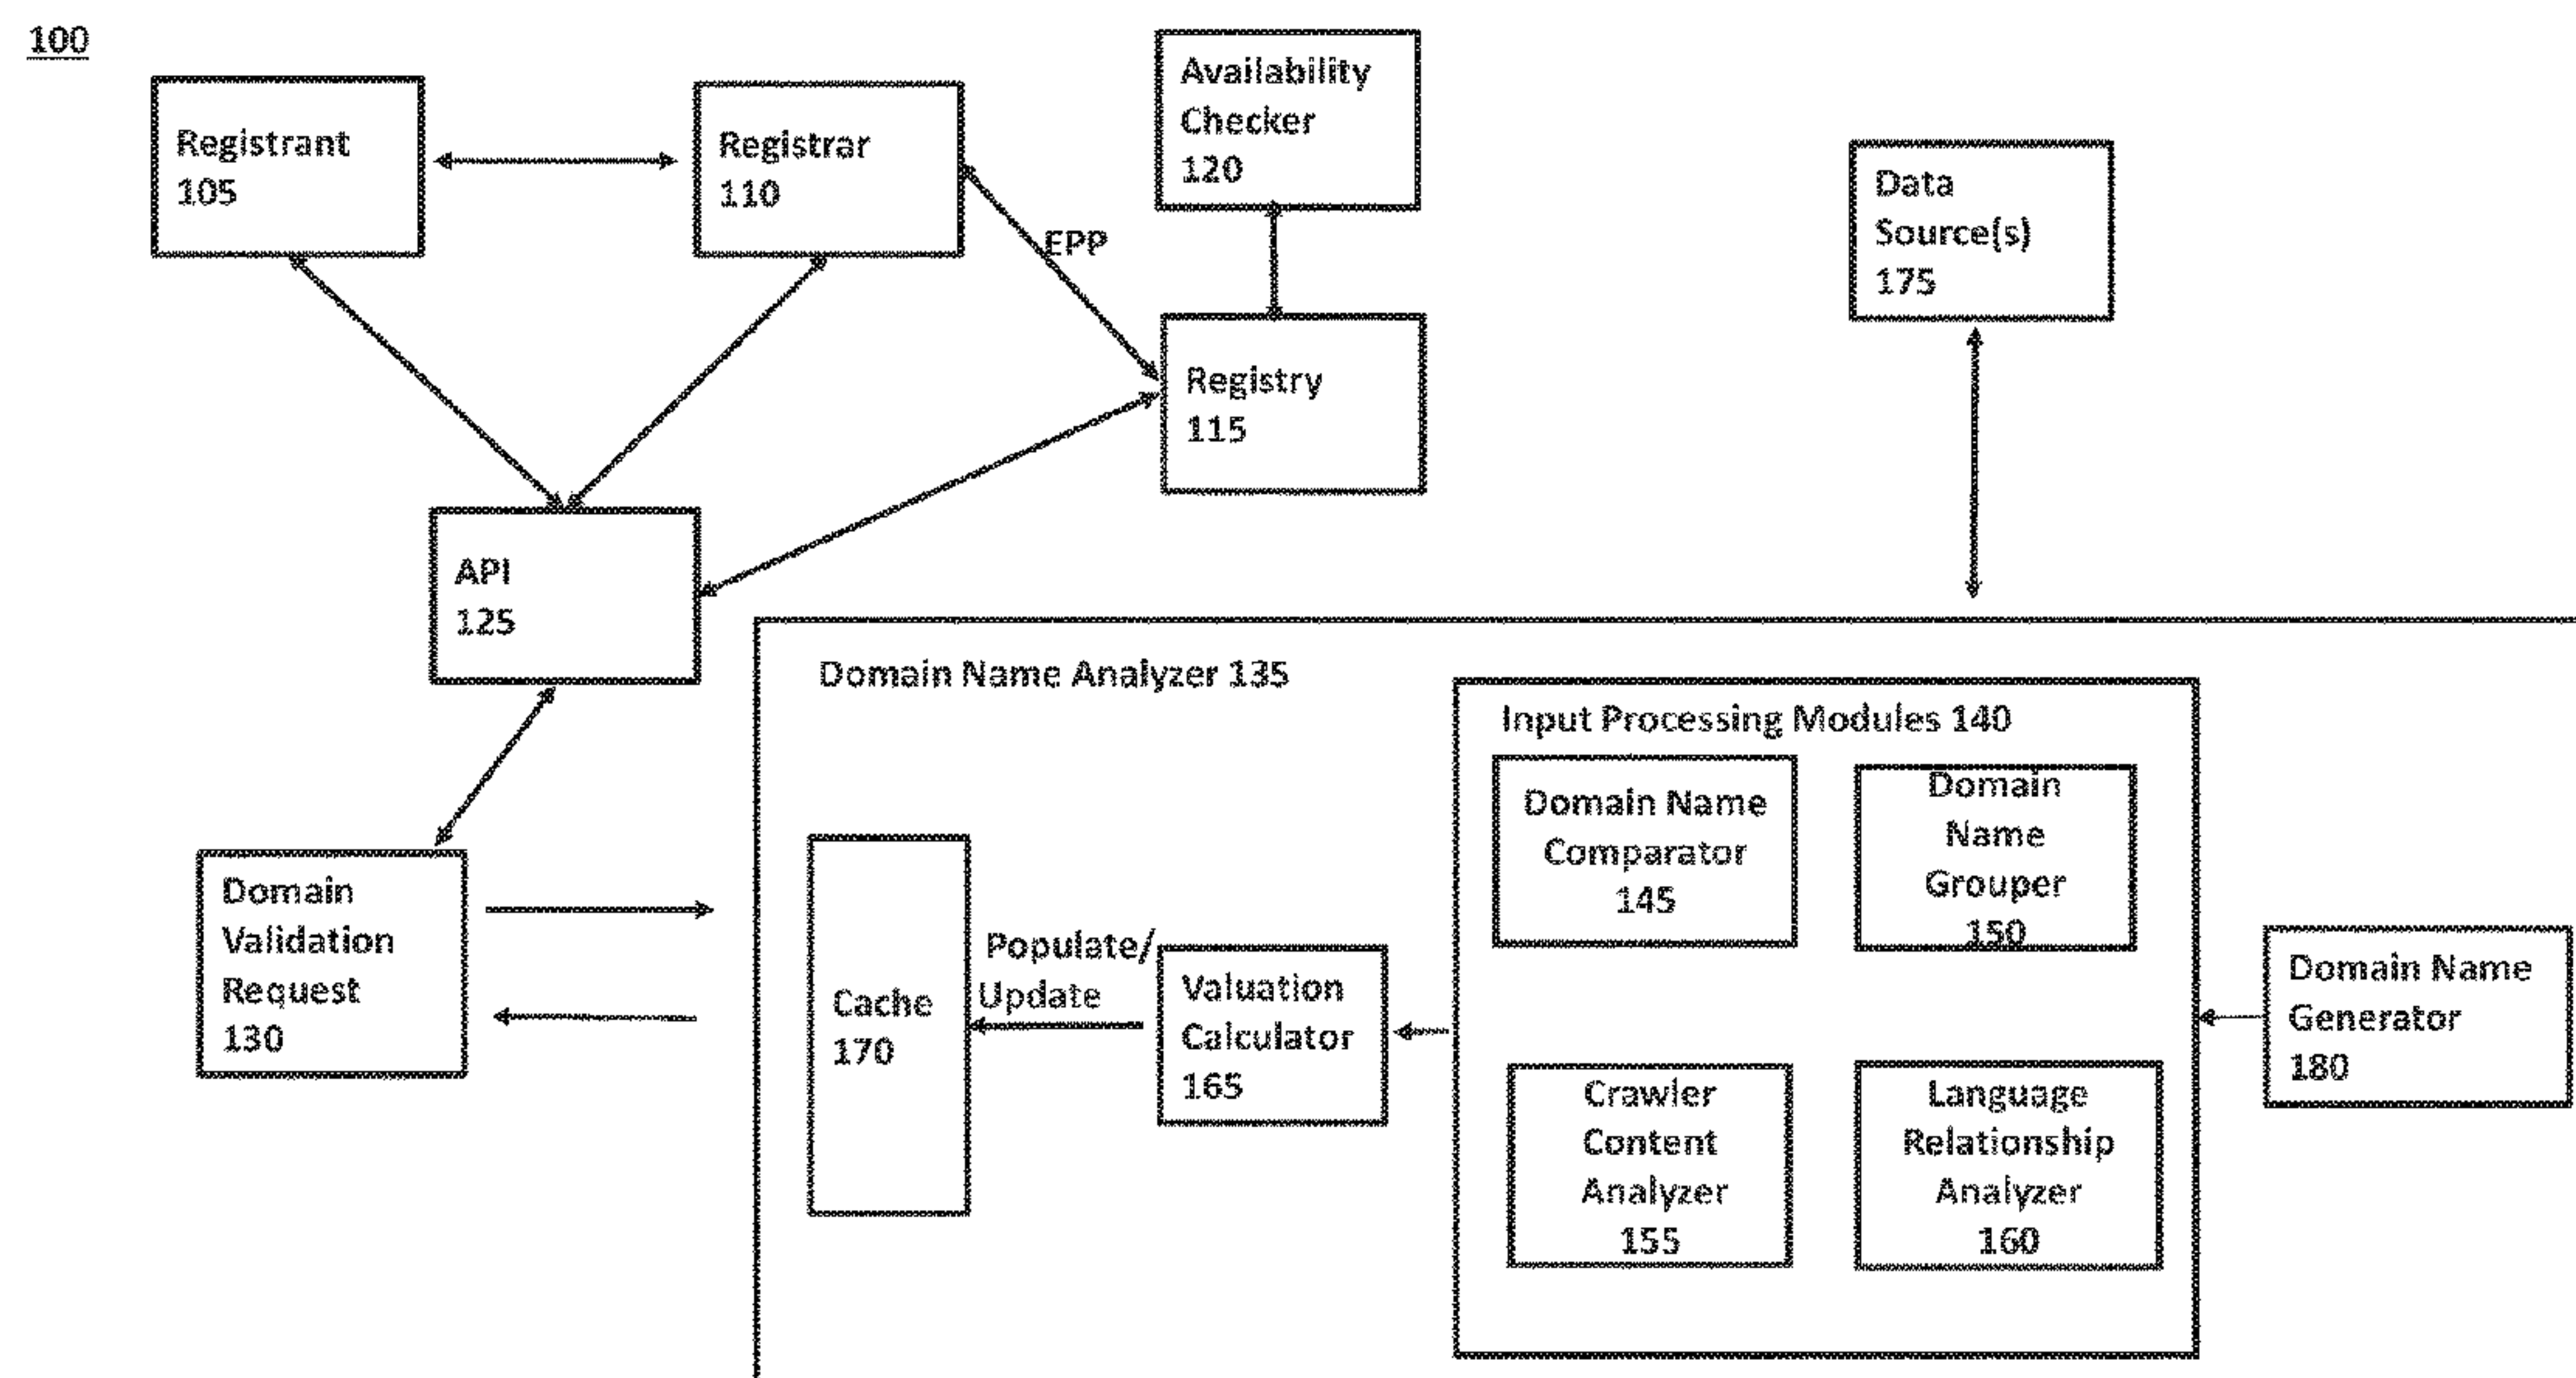 100
Registrant
105
Registrar
110
Availability
Checker
120
Data
Source(s)
175
EPP
Registry
115
API
125
Domain Name Analyzer 135
Input Processing Modules 140
Domain Name
Comparator
145
Domain
Name
Grouper
150
Domain
Validation
Request
130
Cache
170
Populate/
Update
Valuation
Calculator
165
Crawler
Content
Analyzer
155
Language
Relationship
Analyzer
160
Domain Name
Generator
180